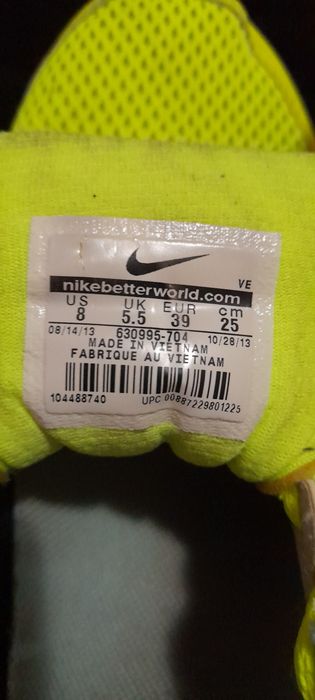 VE
nikebetterworld.com
US UK EUR cm
8 5.5 39 25
08/14/13 630995-704 10/28/13
MADE IN VIETNAM
FABRIQUE AU VIETNAM
104488740 UPC 00887229801225